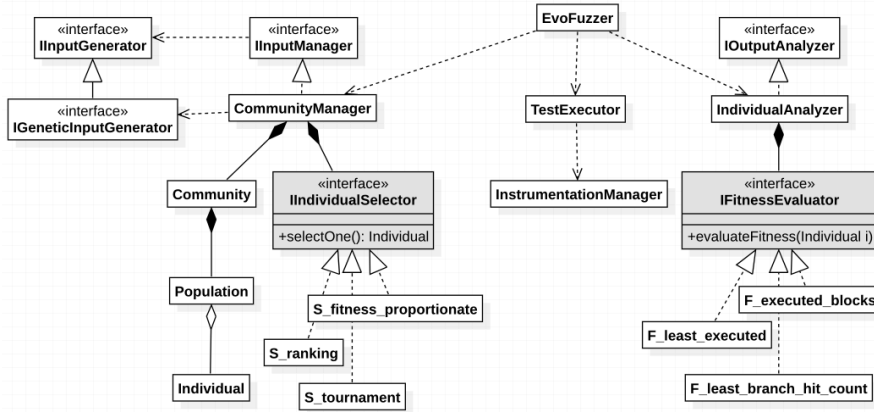 EvoFuzzer
«interface»
IInputGenerator
«interface»
IInputManager
«interface»
IOutputAnalyzer
«interface»
IGeneticInputGenerator
CommunityManager
TestExecutor
IndividualAnalyzer
Community
«interface»
IIndividualSelector
+selectOne(): Individual
InstrumentationManager
«interface»
IFitnessEvaluator
+evaluateFitness(Individual i)
Population
S_fitness_proportionate
F_executed_blocks
F_least_executed
S_ranking
Individual
S_tournament
F_least_branch_hit_count